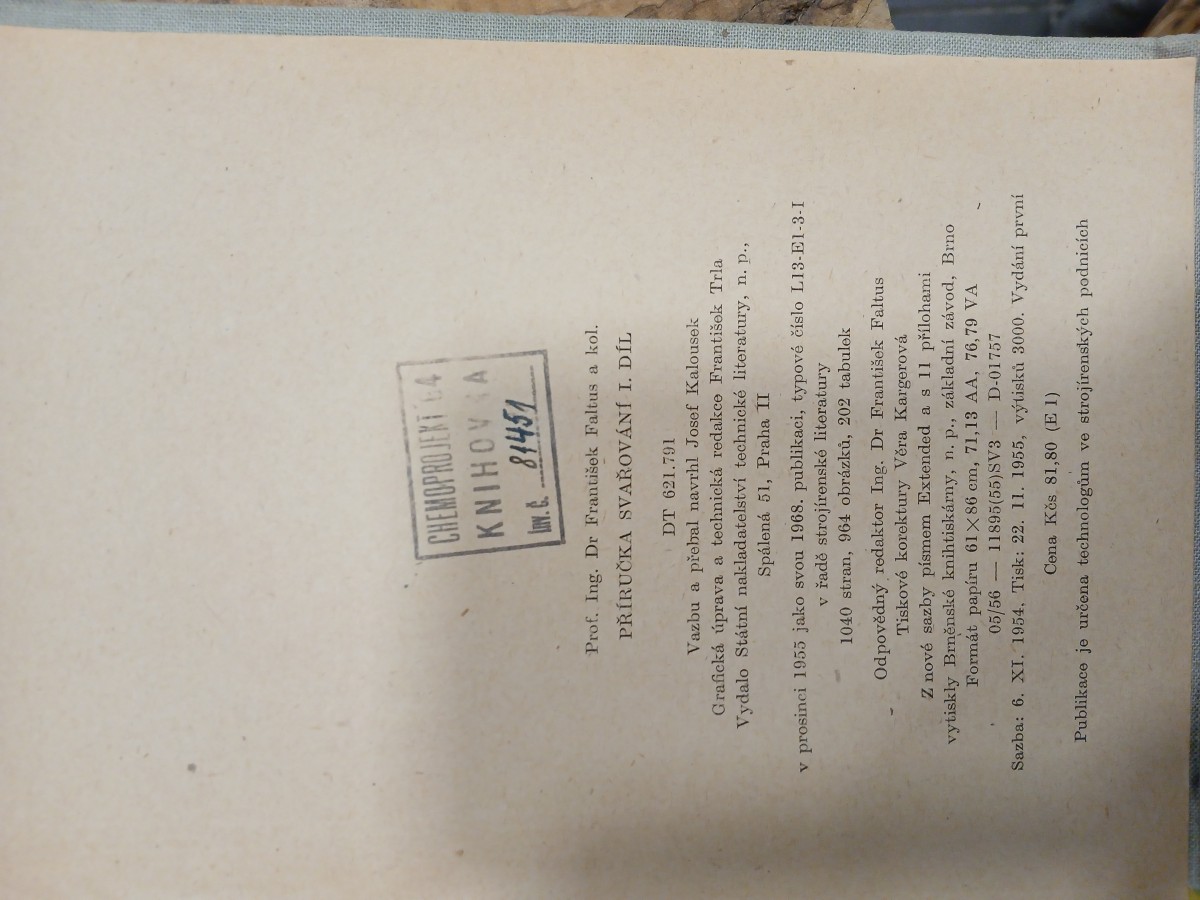 CHEMOPROJEKT
KNIHOVNA
Inv. č. 81451
Prof. Ing. Dr František Faltus a kol.
PŘÍRUČKA SVAŘOVÁNÍ I. DÍL
DT 621.791
Vazbu a přebal navrhl Josef Kalousek
Grafická úprava a technická redakce František Trla
Vydalo Státní nakladatelství technické literatury, n. p.,
Spálená 51, Praha II
v prosinci 1955 jako svou 1968. publikaci, typové číslo L13-E1-3-I
v řadě strojírenské literatury
1040 stran, 964 obrázků, 202 tabulek
Odpovědný redaktor Ing. Dr František Faltus
Tiskové korektury Věra Kargerová
Z nové sazby písmem Extended a s 11 přílohami
vytiskly Brněnské knihtiskárny, n. p., základní závod, Brno
Formát papíru 61×86 cm, 71,13 AA, 76,79 VA
05/56 — 11895(55)SV3 — D-01757
Sazba: 6. XI. 1954. Tisk: 22. 11. 1955, výtisků 3000. Vydání první
Cena Kčs 81,80 (E 1)
Publikace je určena technologům ve strojírenských podnicích